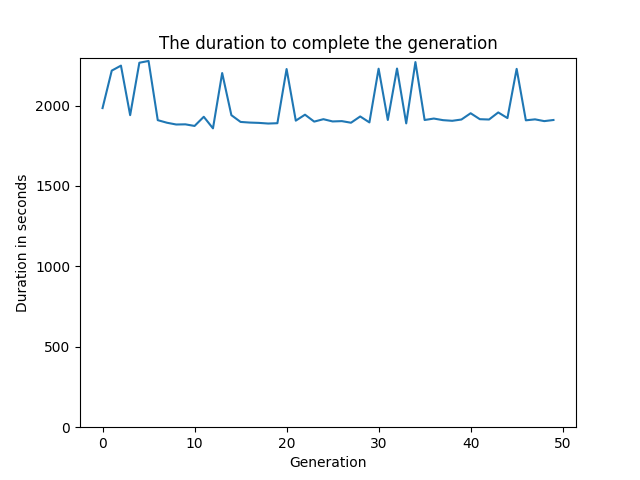 The duration to complete the generation
2000
1500
1000
500
0
Duration in seconds
0 10 20 30 40 50
Generation